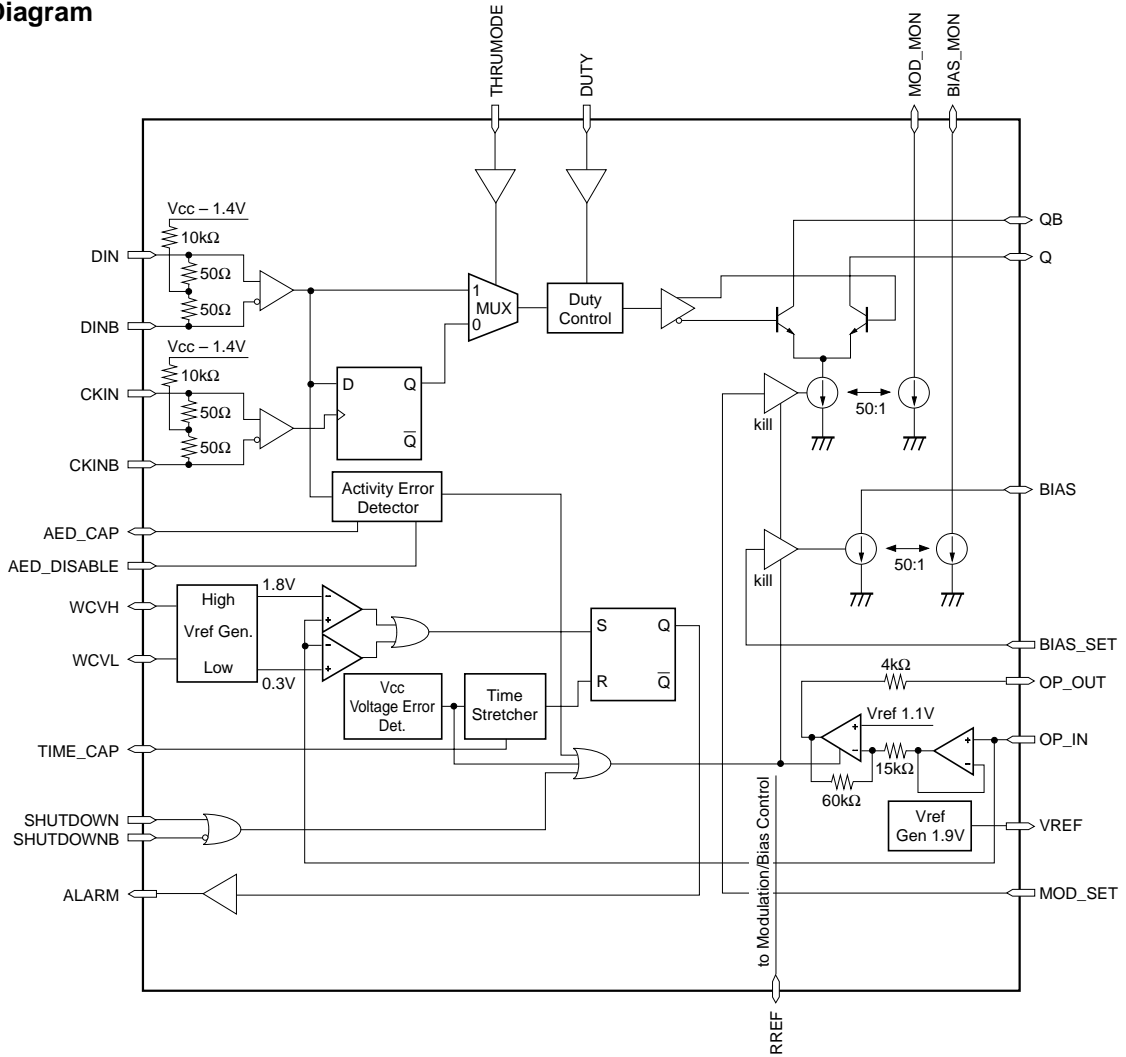 Diagram
THRUMODE
DUTY
MOD_MON
BIAS_MON
Vcc – 1.4V
10kΩ
DIN
50Ω
50Ω
DINB
Vcc – 1.4V
10kΩ
CKIN
50Ω
50Ω
CKINB
1
MUX
0
Duty
Control
QB
Q
D
Q
Q̅
kill
50:1
Activity Error
Detector
AED_CAP
AED_DISABLE
BIAS
kill
50:1
WCVH
High
Vref Gen.
Low
WCVL
1.8V
0.3V
–
+
–
+
S
Q
R
Q̅
BIAS_SET
4kΩ
OP_OUT
Vcc
Voltage Error
Det.
Time
Stretcher
TIME_CAP
Vref 1.1V
+
–
15kΩ
+
–
OP_IN
60kΩ
SHUTDOWN
SHUTDOWNB
Vref
Gen 1.9V
VREF
ALARM
to Modulation/Bias Control
MOD_SET
RREF